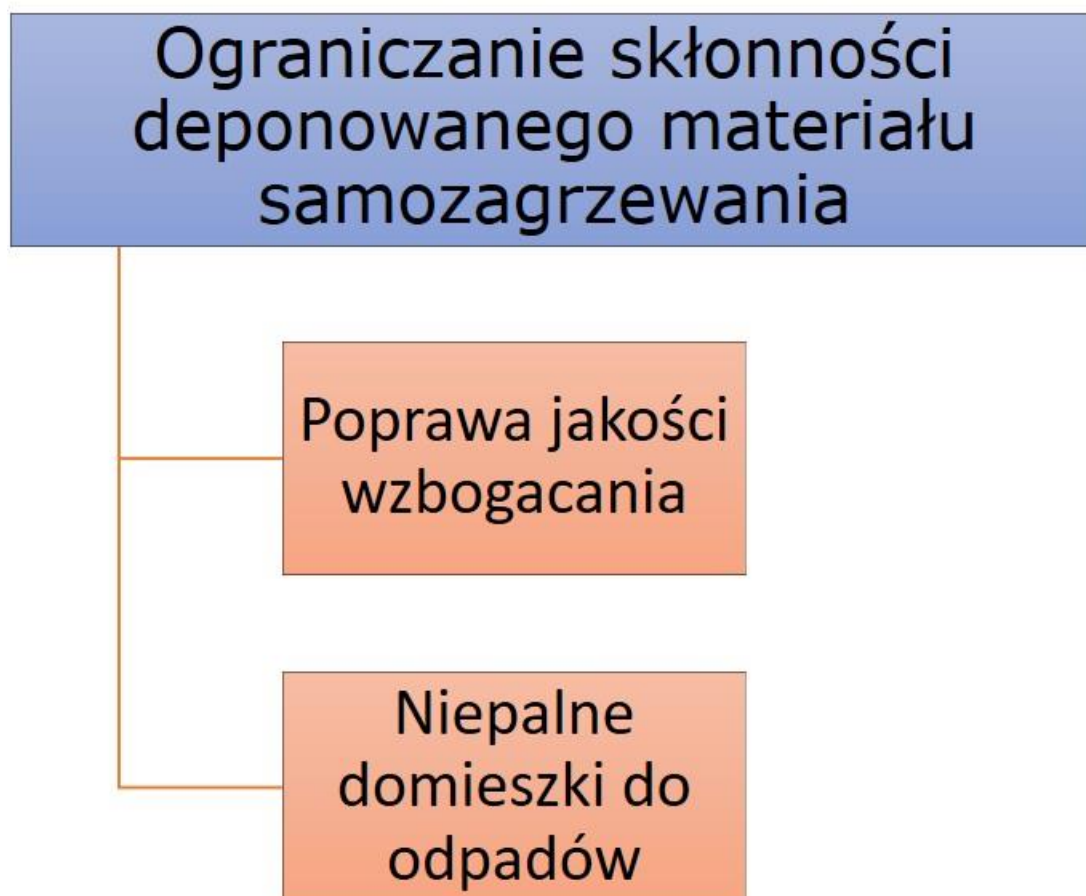 Ograniczanie skłonności
deponowanego materiału
samozagrzewania
Poprawa jakości
wzbogacania
Niepalne
domieszki do
odpadów